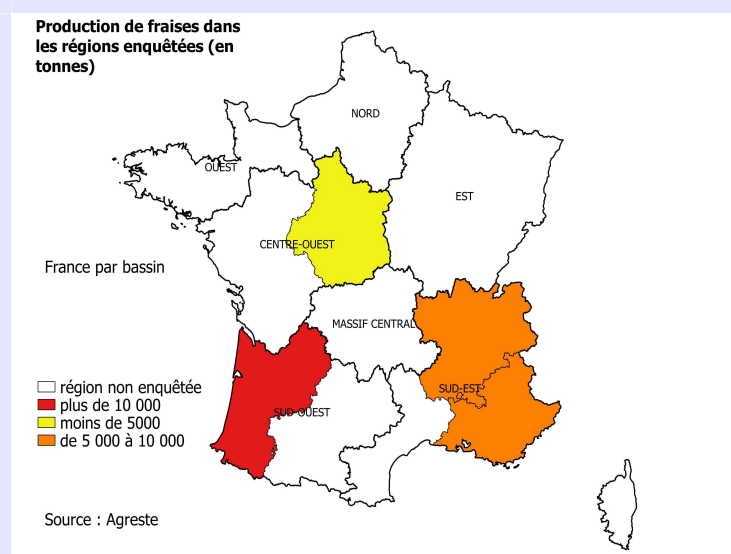 Production de fraises dans
les régions enquêtées (en
tonnes)
NORD
OUEST
EST
CENTRE-OUEST
France par bassin
MASSIF CENTRAL
SUD-EST
SUD-OUEST
région non enquêtée
plus de 10 000
moins de 5000
de 5 000 à 10 000
Source : Agreste